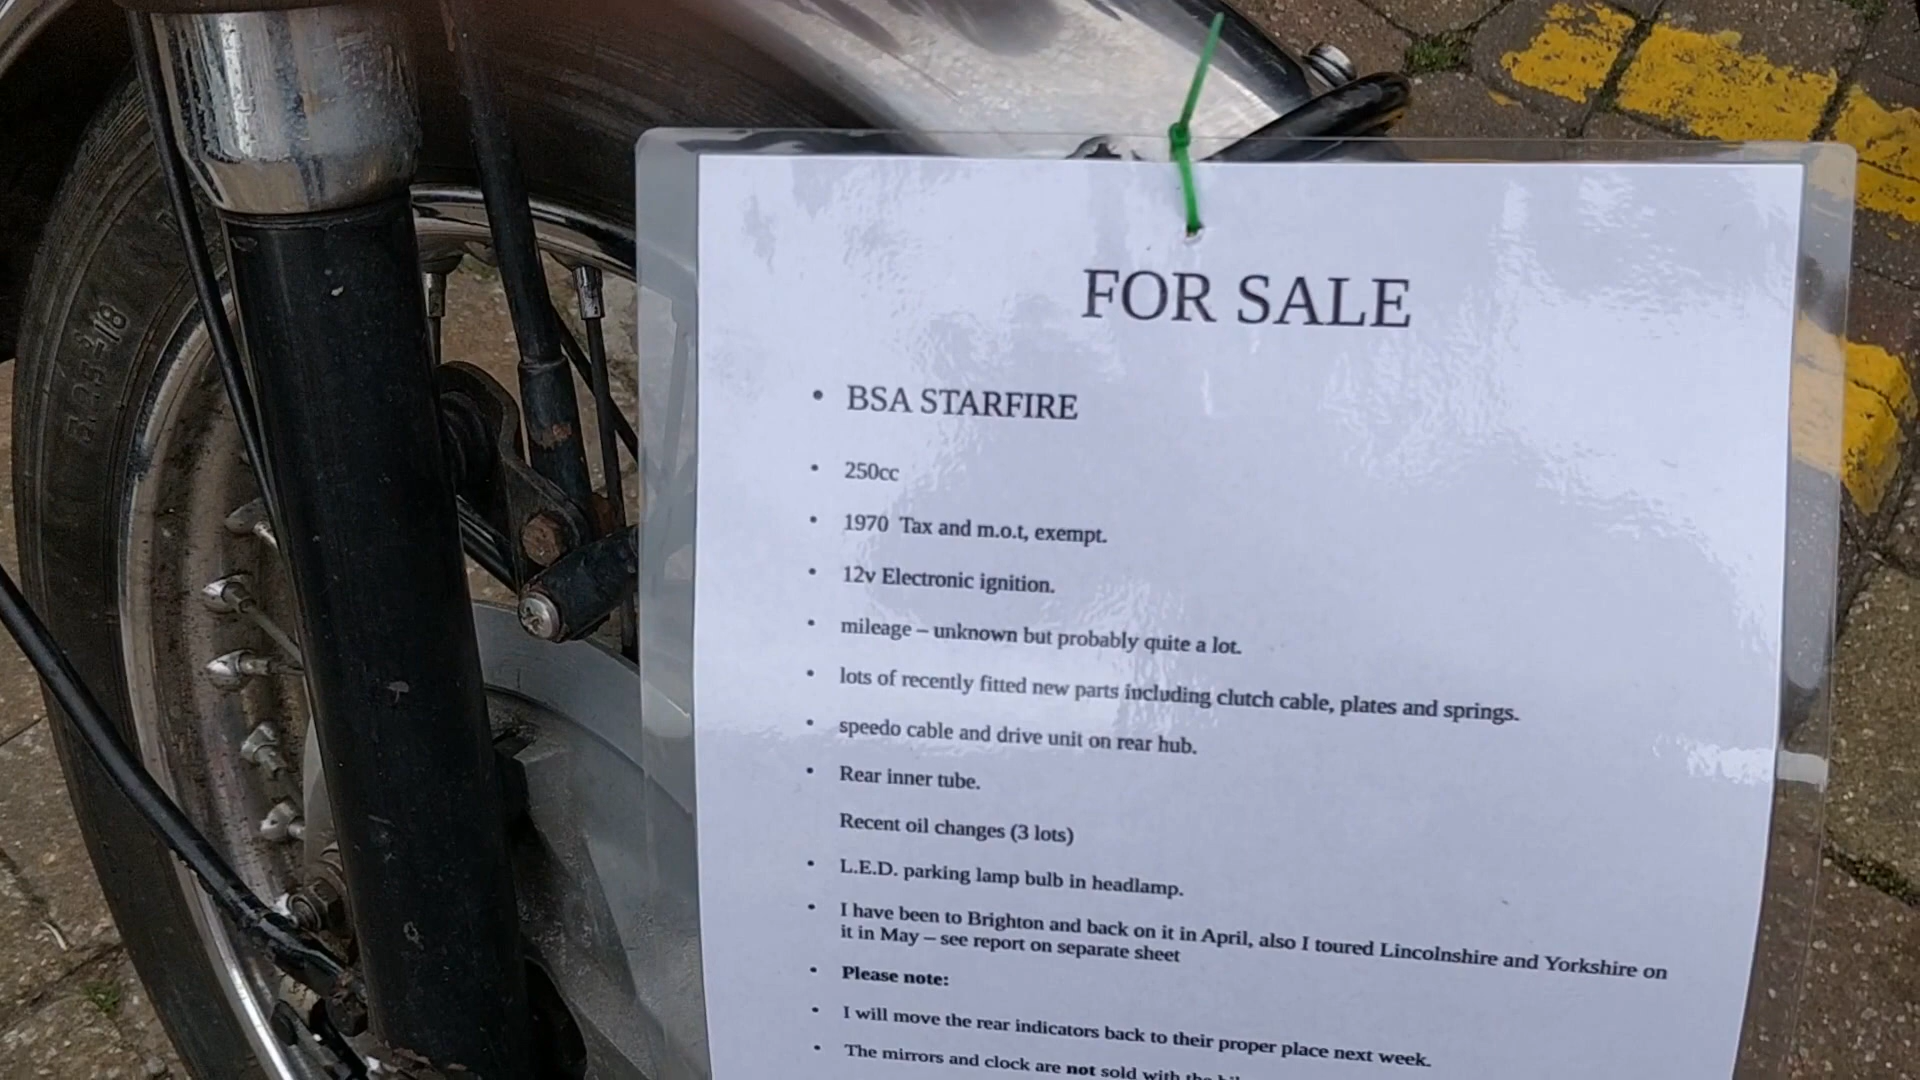 3.25-18
FOR SALE
• BSA STARFIRE
• 250cc
• 1970 Tax and m.o.t, exempt.
• 12v Electronic ignition.
• mileage – unknown but probably quite a lot.
• lots of recently fitted new parts including clutch cable, plates and springs.
• speedo cable and drive unit on rear hub.
• Rear inner tube.
Recent oil changes (3 lots)
• L.E.D. parking lamp bulb in headlamp.
• I have been to Brighton and back on it in April, also I toured Lincolnshire and Yorkshire on
it in May – see report on separate sheet
• Please note:
• I will move the rear indicators back to their proper place next week.
• The mirrors and clock are not sold with the